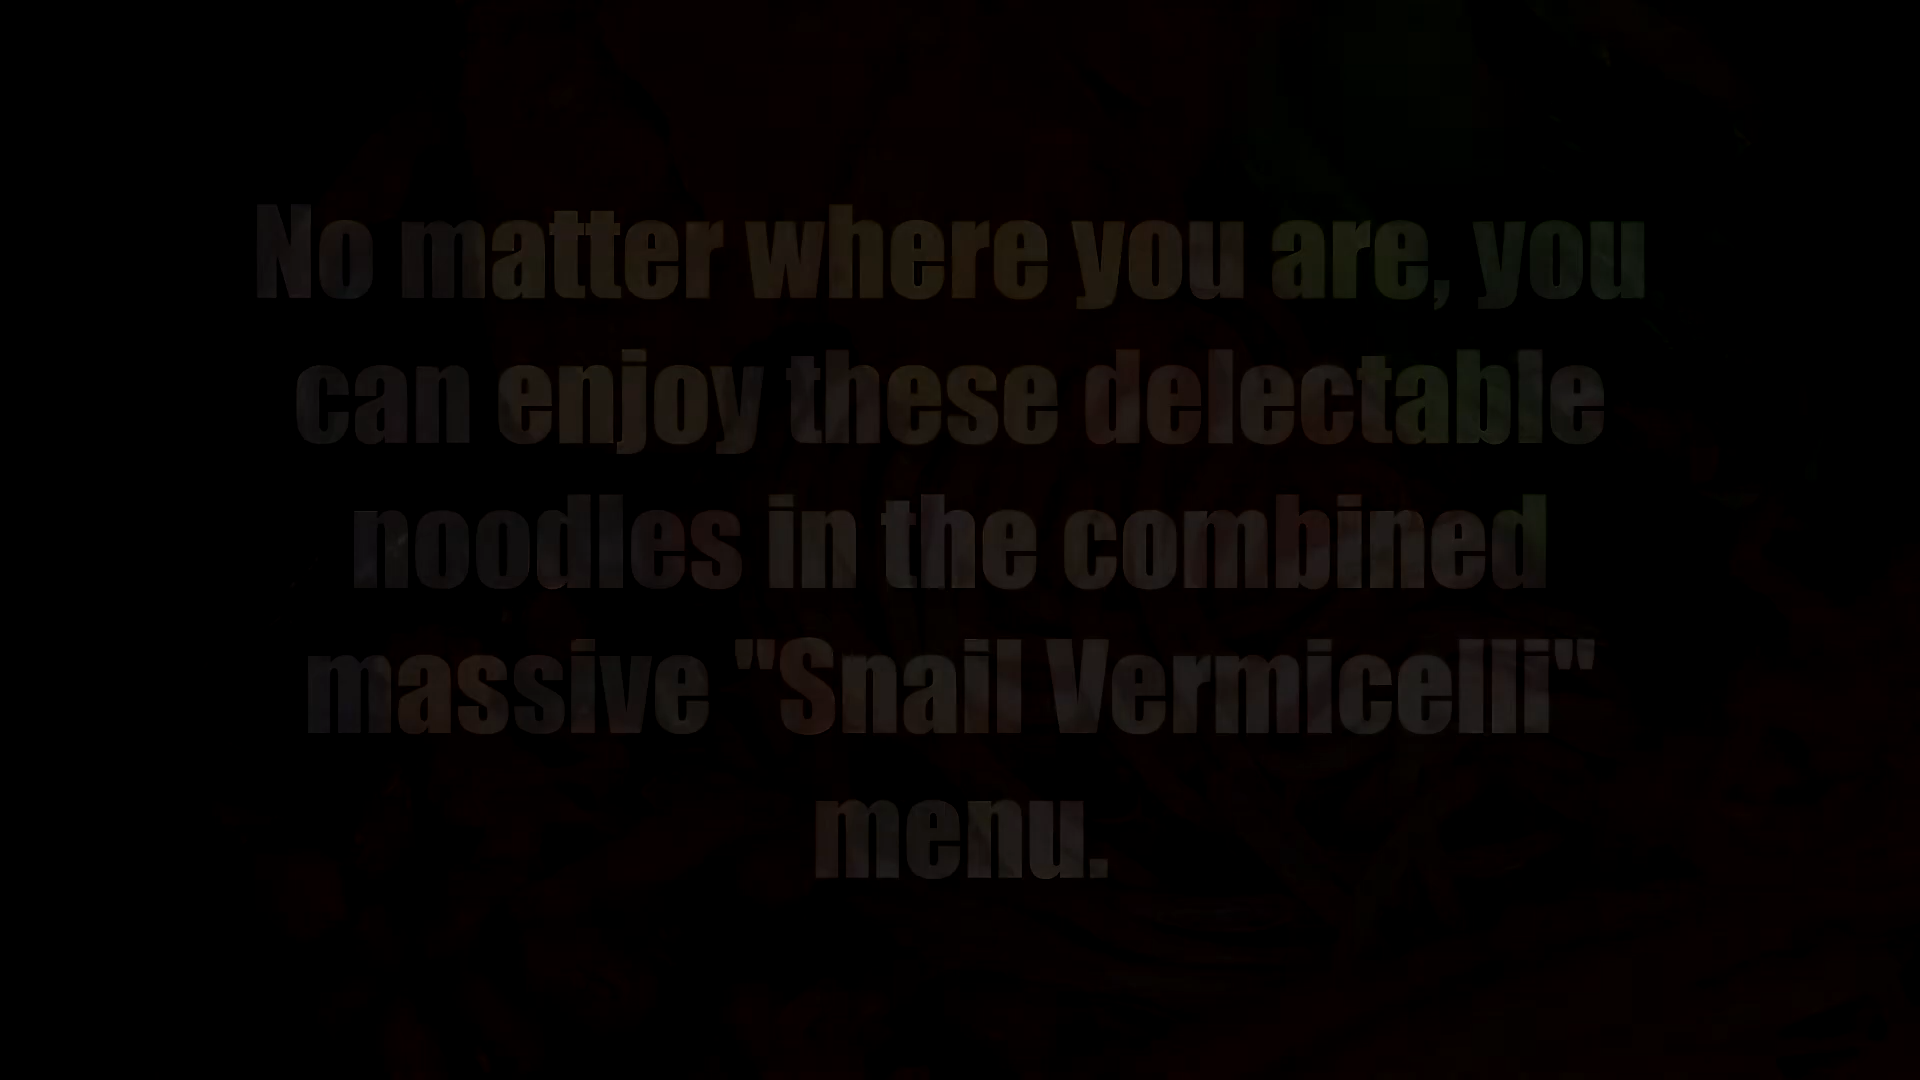 No matter where you are, you
can enjoy these delectable
noodles in the combined
massive "Snail Vermicelli"
menu.